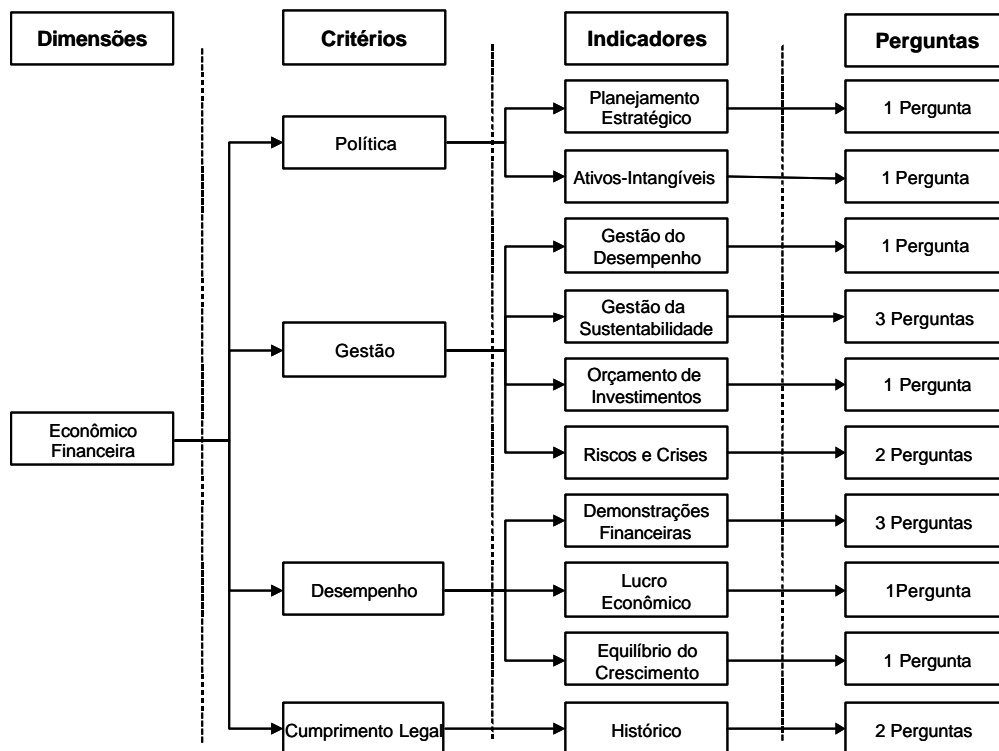 Dimensões
Critérios
Indicadores
Perguntas
Planejamento
Estratégico
1 Pergunta
Política
Ativos-Intangíveis
1 Pergunta
Gestão do
Desempenho
1 Pergunta
Gestão da
Sustentabilidade
3 Perguntas
Gestão
Orçamento de
Investimentos
1 Pergunta
Econômico
Financeira
Riscos e Crises
2 Perguntas
Demonstrações
Financeiras
3 Perguntas
Desempenho
Lucro
Econômico
1Pergunta
Equilíbrio do
Crescimento
1 Pergunta
Cumprimento Legal
Histórico
2 Perguntas